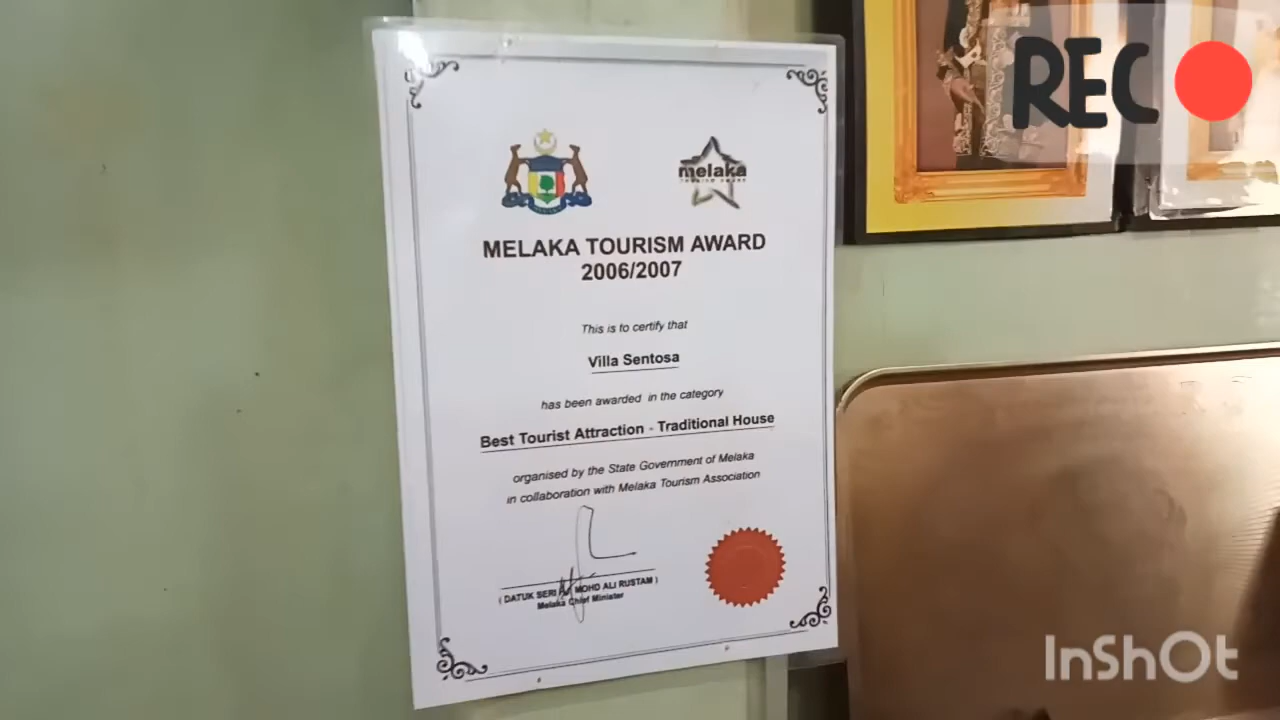 REC
melaka
MELAKA TOURISM AWARD
2006/2007
This is to certify that
Villa Sentosa
has been awarded in the category
Best Tourist Attraction - Traditional House
organised by the State Government of Melaka
in collaboration with Melaka Tourism Association
( DATUK SERI MOHD ALI RUSTAM )
Melaka Chief Minister
InShOt